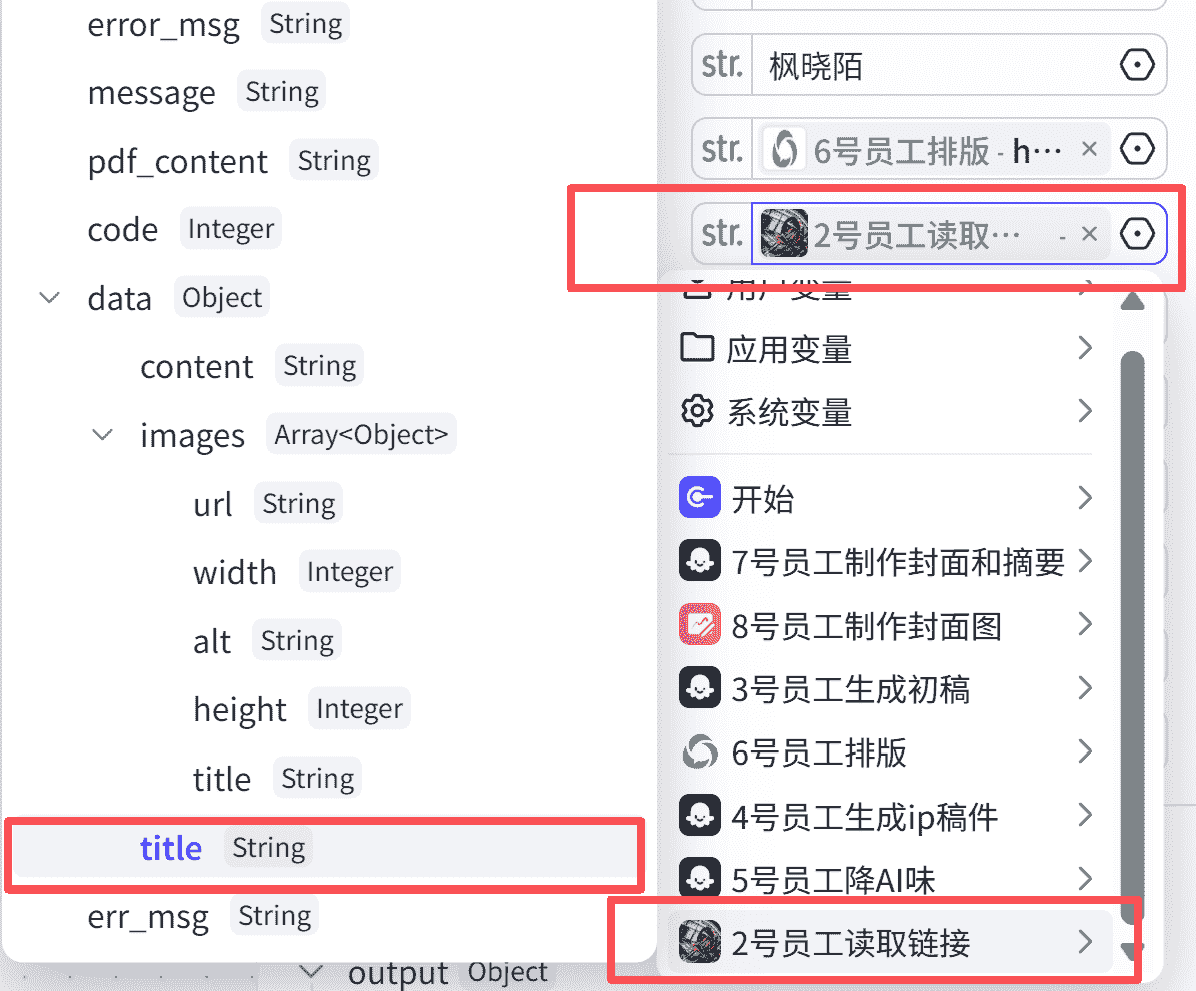 error_msg String
message String
pdf_content String
code Integer
data Object
content String
images Array<Object>
url String
width Integer
alt String
height Integer
title String
title String
err_msg String
output Object
str. 枫晓陌
str. 6号员工排版 - h···
str. 2号员工读取··· -
用户变量
应用变量
系统变量
开始
7号员工制作封面和摘要
8号员工制作封面图
3号员工生成初稿
6号员工排版
4号员工生成ip稿件
5号员工降AI味
2号员工读取链接